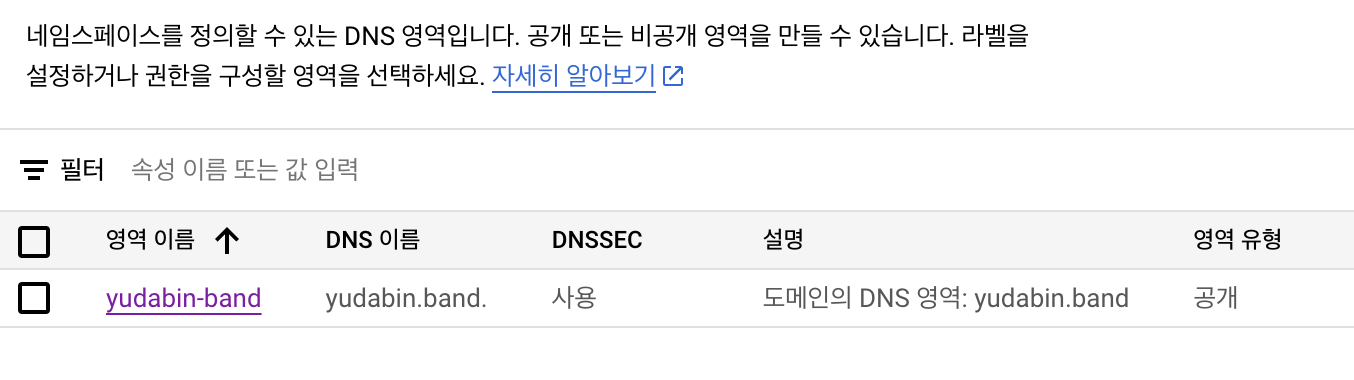 네임스페이스를 정의할 수 있는 DNS 영역입니다. 공개 또는 비공개 영역을 만들 수 있습니다. 라벨을
설정하거나 권한을 구성할 영역을 선택하세요. 자세히 알아보기
필터 속성 이름 또는 값 입력
영역 이름 DNS 이름 DNSSEC 설명 영역 유형
yudabin-band yudabin.band. 사용 도메인의 DNS 영역: yudabin.band 공개